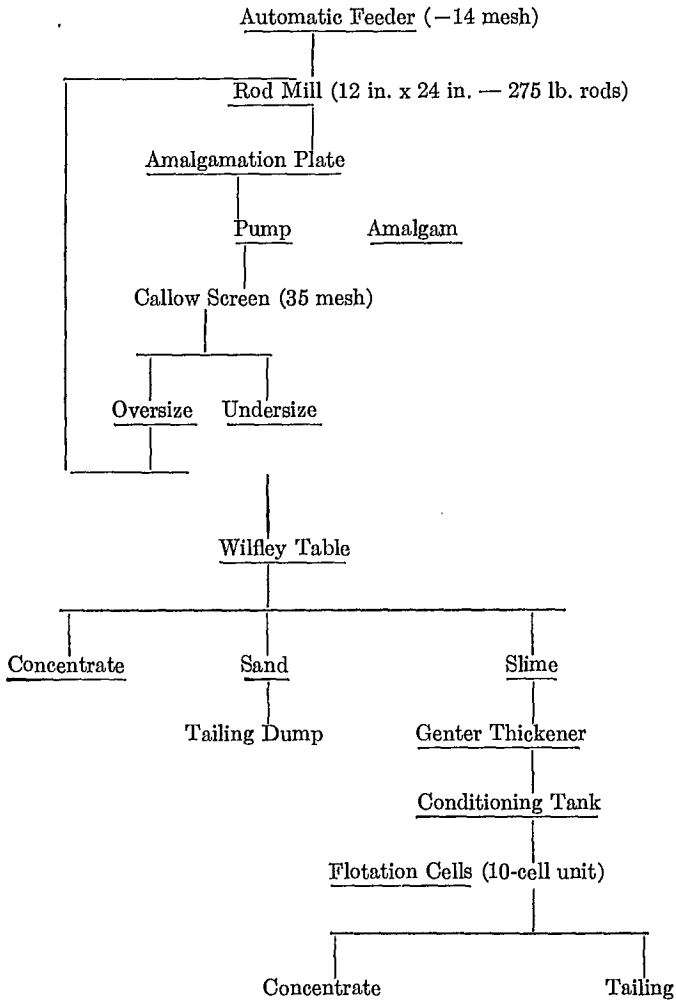 Automatic Feeder (−14 mesh)
Rod Mill (12 in. x 24 in. — 275 lb. rods)
Amalgamation Plate
Pump Amalgam
Callow Screen (35 mesh)
Oversize Undersize
Wilfley Table
Concentrate Sand Slime
Tailing Dump Genter Thickener
Conditioning Tank
Flotation Cells (10-cell unit)
Concentrate Tailing